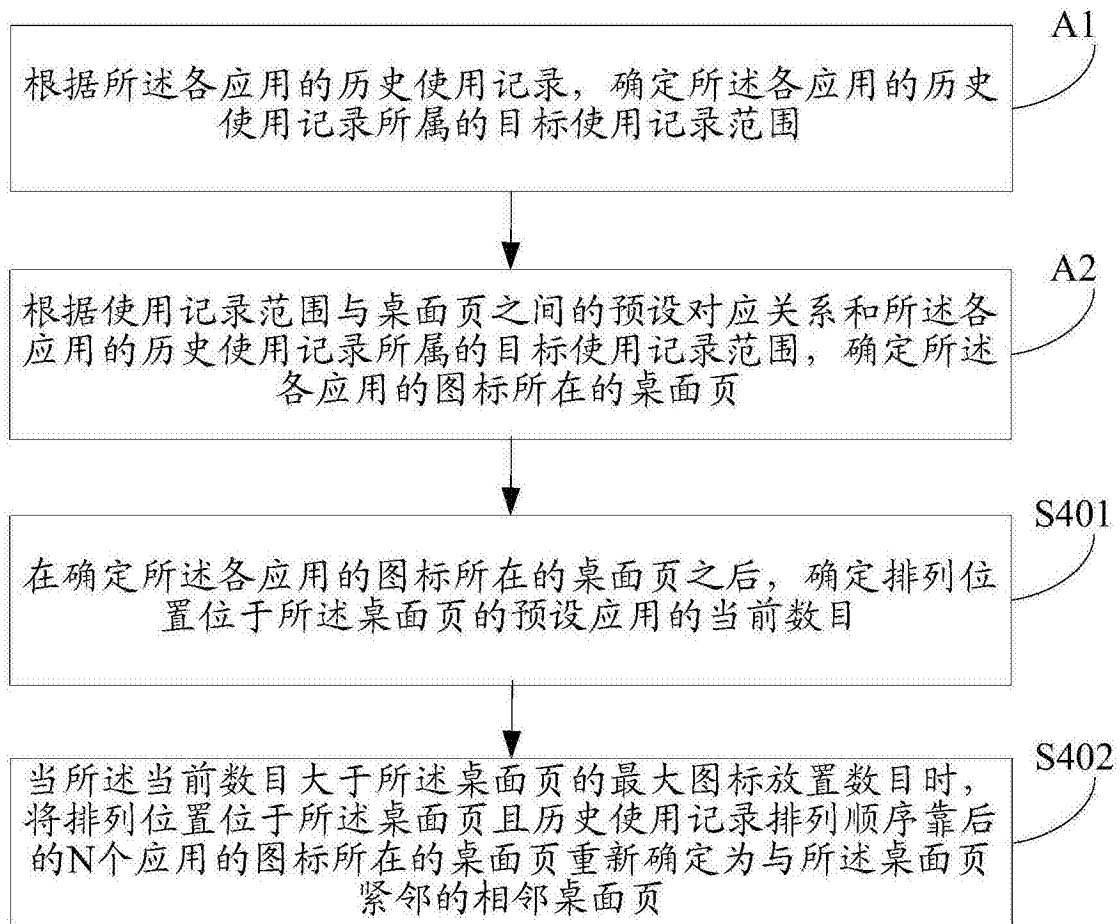 A1
根据所述各应用的历史使用记录，确定所述各应用的历史
使用记录所属的目标使用记录范围
A2
根据使用记录范围与桌面页之间的预设对应关系和所述各
应用的历史使用记录所属的目标使用记录范围，确定所述
各应用的图标所在的桌面页
S401
在确定所述各应用的图标所在的桌面页之后，确定排列位
置位于所述桌面页的预设应用的当前数目
S402
当所述当前数目大于所述桌面页的最大图标放置数目时，
将排列位置位于所述桌面页且历史使用记录排列顺序靠后
的N个应用的图标所在的桌面页重新确定为与所述桌面页
紧邻的相邻桌面页